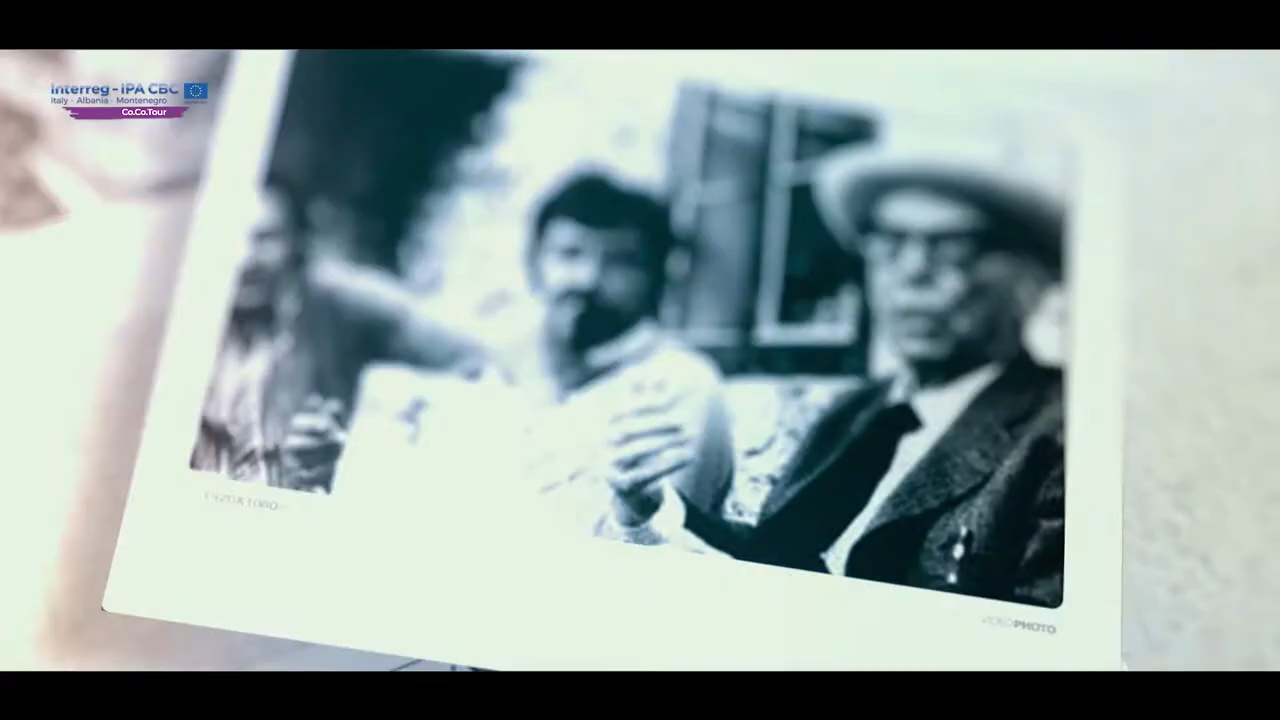 Interreg - IPA CBC
Italy - Albania - Montenegro
Co.Co.Tour
PHOTO